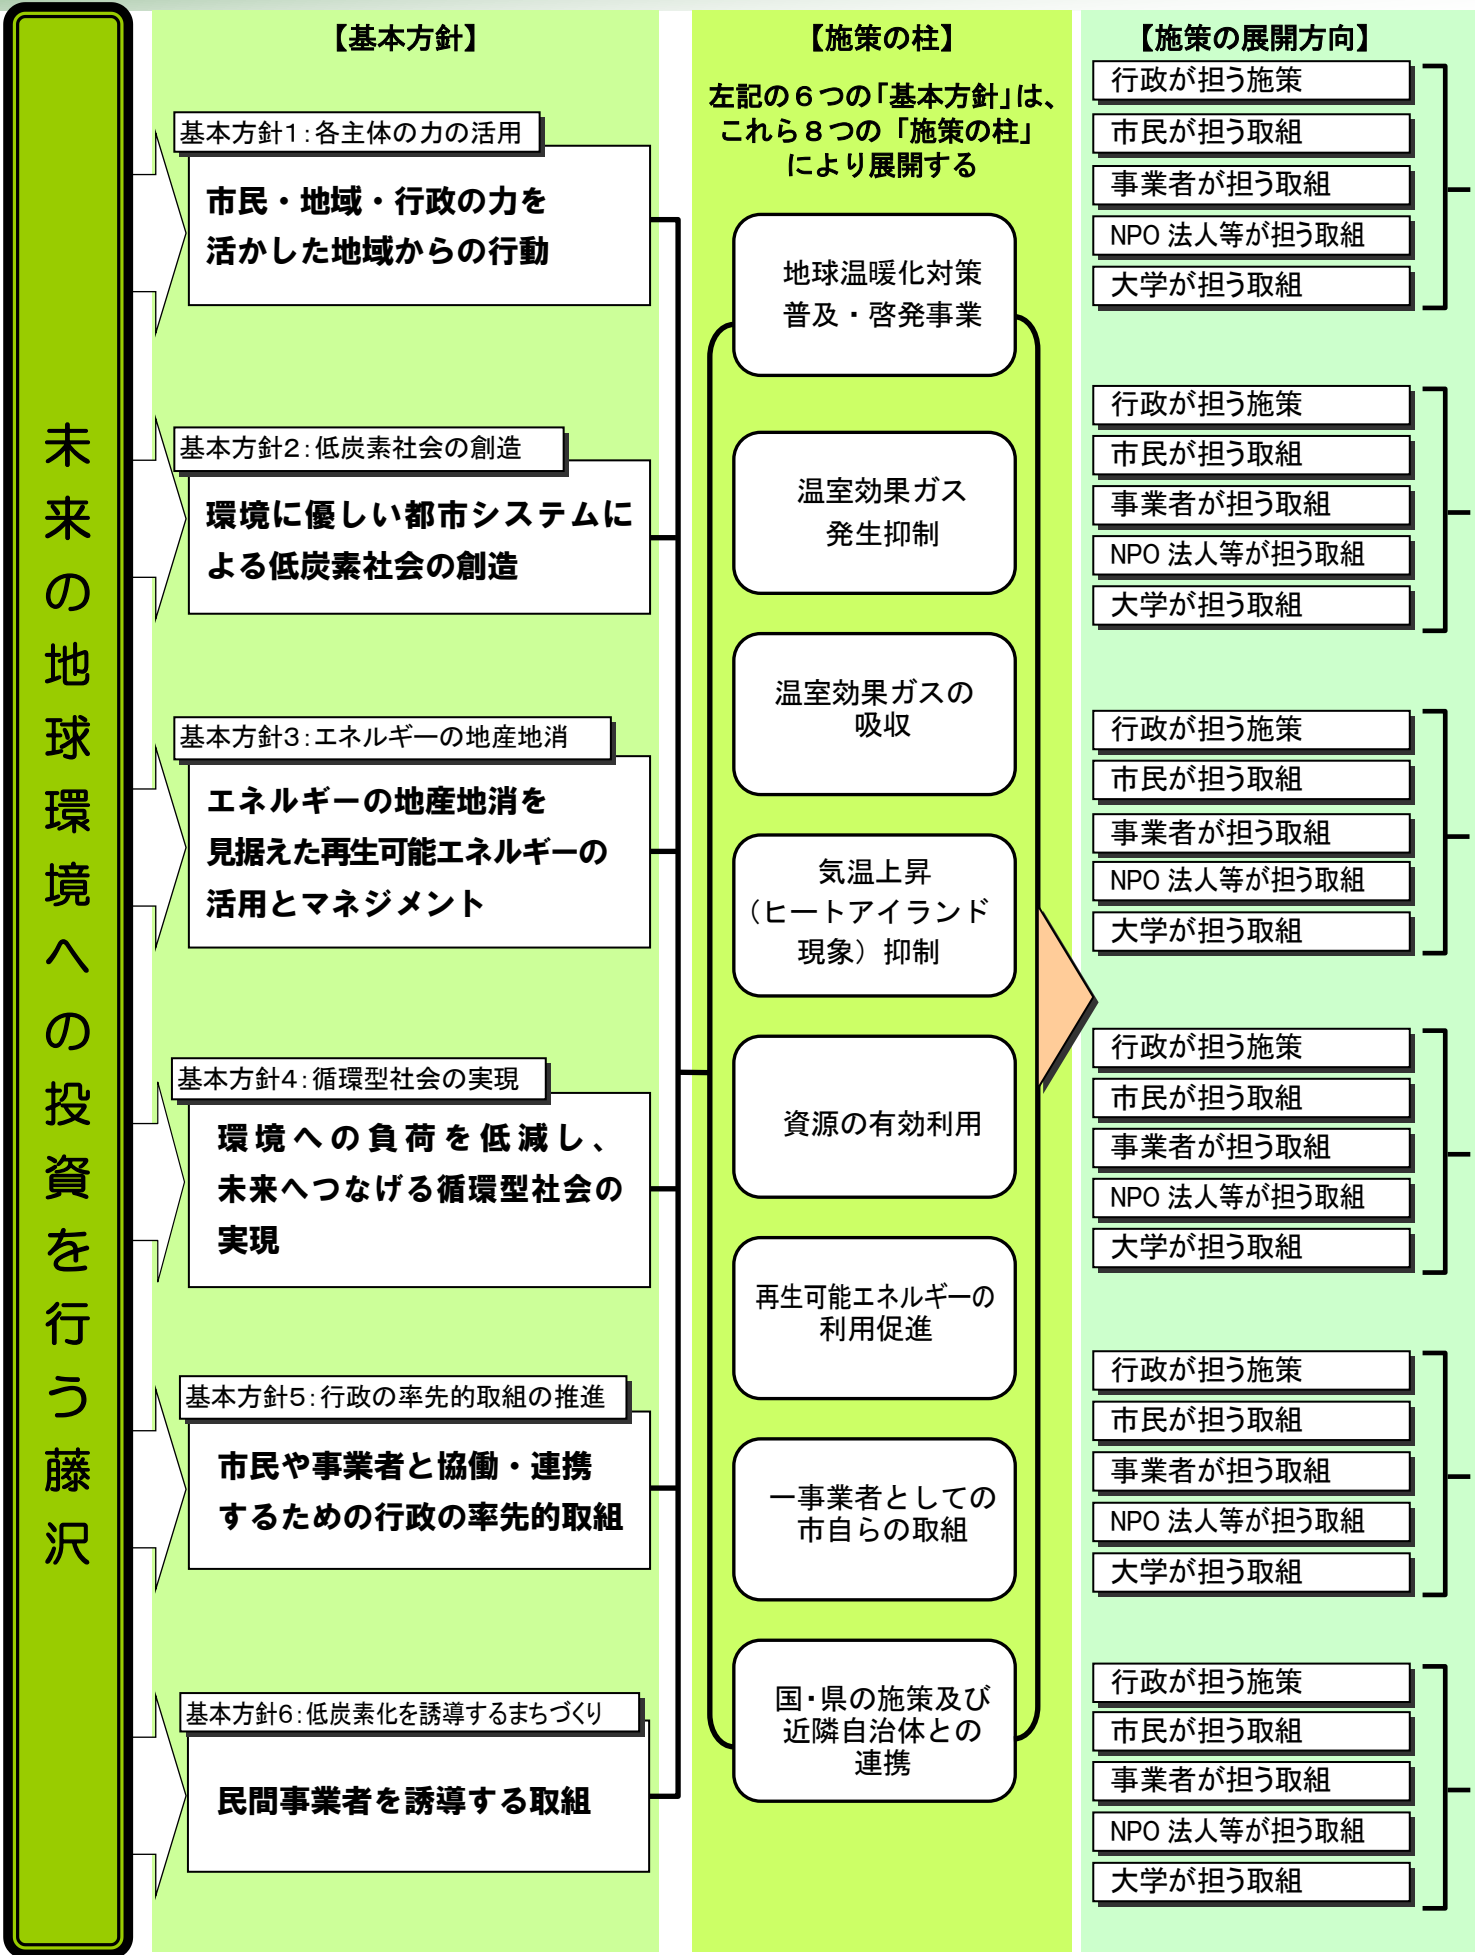 未来の地球環境への投資を行う藤沢
【基本方針】
基本方針1：各主体の力の活用
市民・地域・行政の力を
活かした地域からの行動
基本方針2：低炭素社会の創造
環境に優しい都市システムに
よる低炭素社会の創造
基本方針3：エネルギーの地産地消
エネルギーの地産地消を
見据えた再生可能エネルギーの
活用とマネジメント
基本方針4：循環型社会の実現
環境への負荷を低減し、
未来へつなげる循環型社会の
実現
基本方針5：行政の率先的取組の推進
市民や事業者と協働・連携
するための行政の率先的取組
基本方針6：低炭素化を誘導するまちづくり
民間事業者を誘導する取組
【施策の柱】
左記の６つの「基本方針」は、
これら８つの「施策の柱」
により展開する
地球温暖化対策
普及・啓発事業
温室効果ガス
発生抑制
温室効果ガスの
吸収
気温上昇
（ヒートアイランド
現象）抑制
資源の有効利用
再生可能エネルギーの
利用促進
一事業者としての
市自らの取組
国・県の施策及び
近隣自治体との
連携
【施策の展開方向】
行政が担う施策
市民が担う取組
事業者が担う取組
NPO 法人等が担う取組
大学が担う取組
行政が担う施策
市民が担う取組
事業者が担う取組
NPO 法人等が担う取組
大学が担う取組
行政が担う施策
市民が担う取組
事業者が担う取組
NPO 法人等が担う取組
大学が担う取組
行政が担う施策
市民が担う取組
事業者が担う取組
NPO 法人等が担う取組
大学が担う取組
行政が担う施策
市民が担う取組
事業者が担う取組
NPO 法人等が担う取組
大学が担う取組
行政が担う施策
市民が担う取組
事業者が担う取組
NPO 法人等が担う取組
大学が担う取組